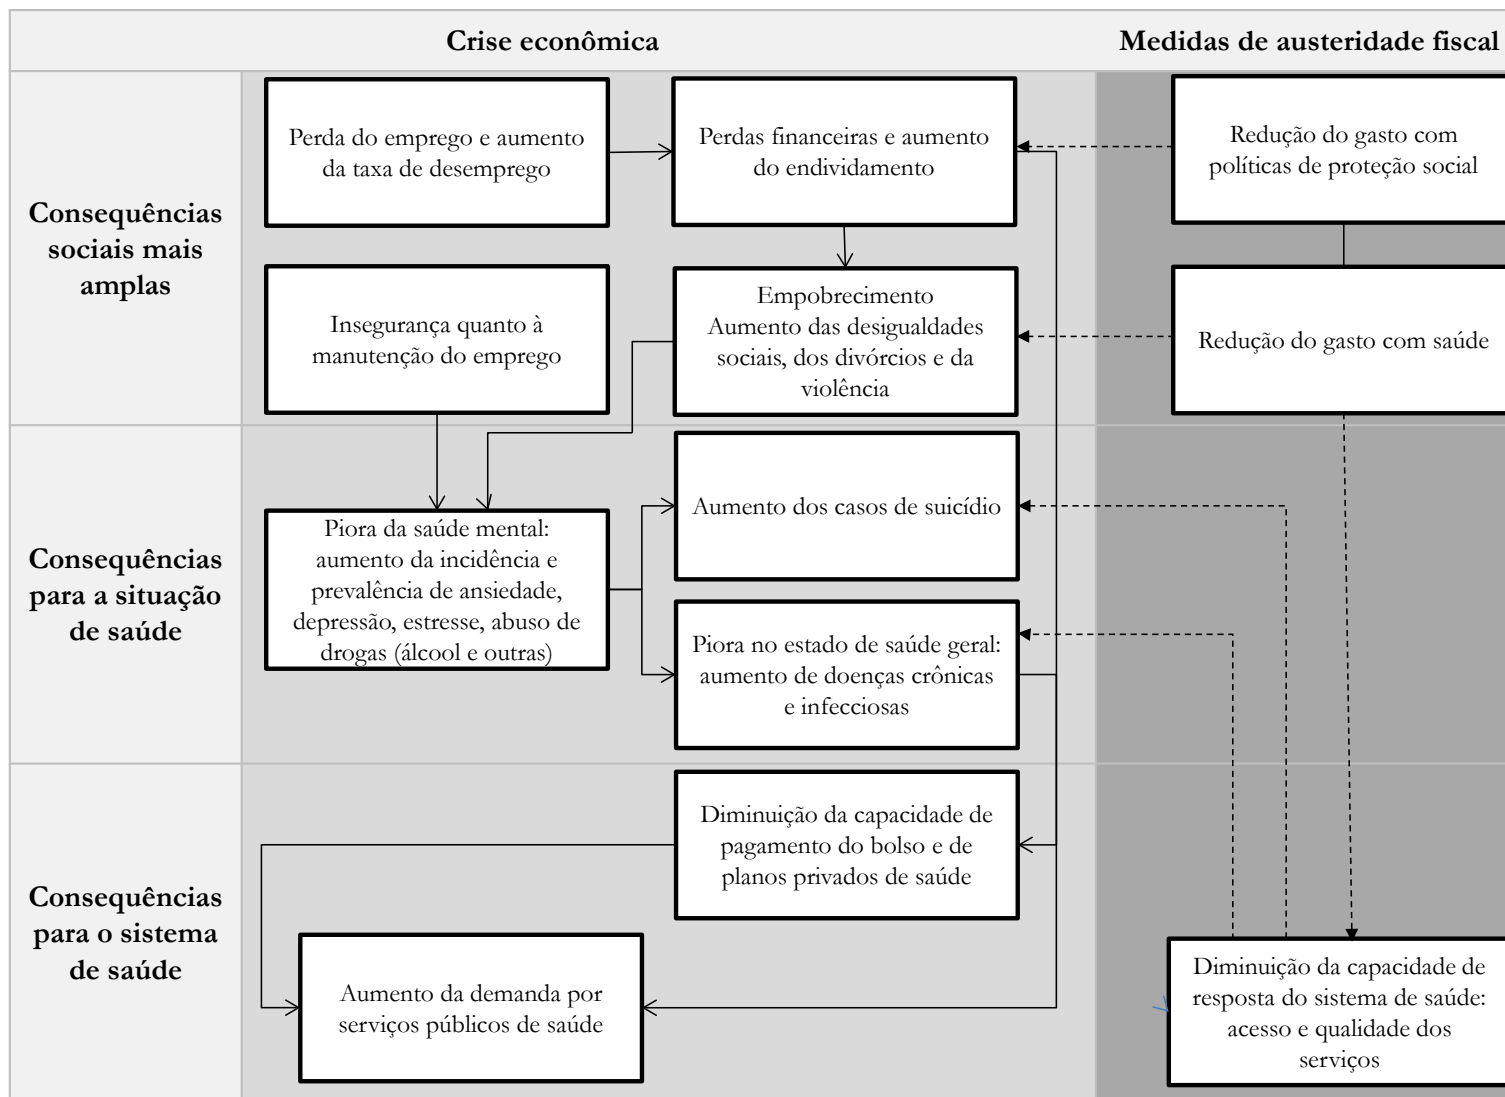 Crise econômica
Medidas de austeridade fiscal
Consequências
sociais mais
amplas
Perda do emprego e aumento
da taxa de desemprego
Perdas financeiras e aumento
do endividamento
Redução do gasto com
políticas de proteção social
Insegurança quanto à
manutenção do emprego
Empobrecimento
Aumento das desigualdades
sociais, dos divórcios e da
violência
Redução do gasto com saúde
Consequências
para a situação
de saúde
Piora da saúde mental:
aumento da incidência e
prevalência de ansiedade,
depressão, estresse, abuso de
drogas (álcool e outras)
Aumento dos casos de suicídio
Piora no estado de saúde geral:
aumento de doenças crônicas
e infecciosas
Consequências
para o sistema
de saúde
Diminuição da capacidade de
pagamento do bolso e de
planos privados de saúde
Aumento da demanda por
serviços públicos de saúde
Diminuição da capacidade de
resposta do sistema de saúde:
acesso e qualidade dos
serviços